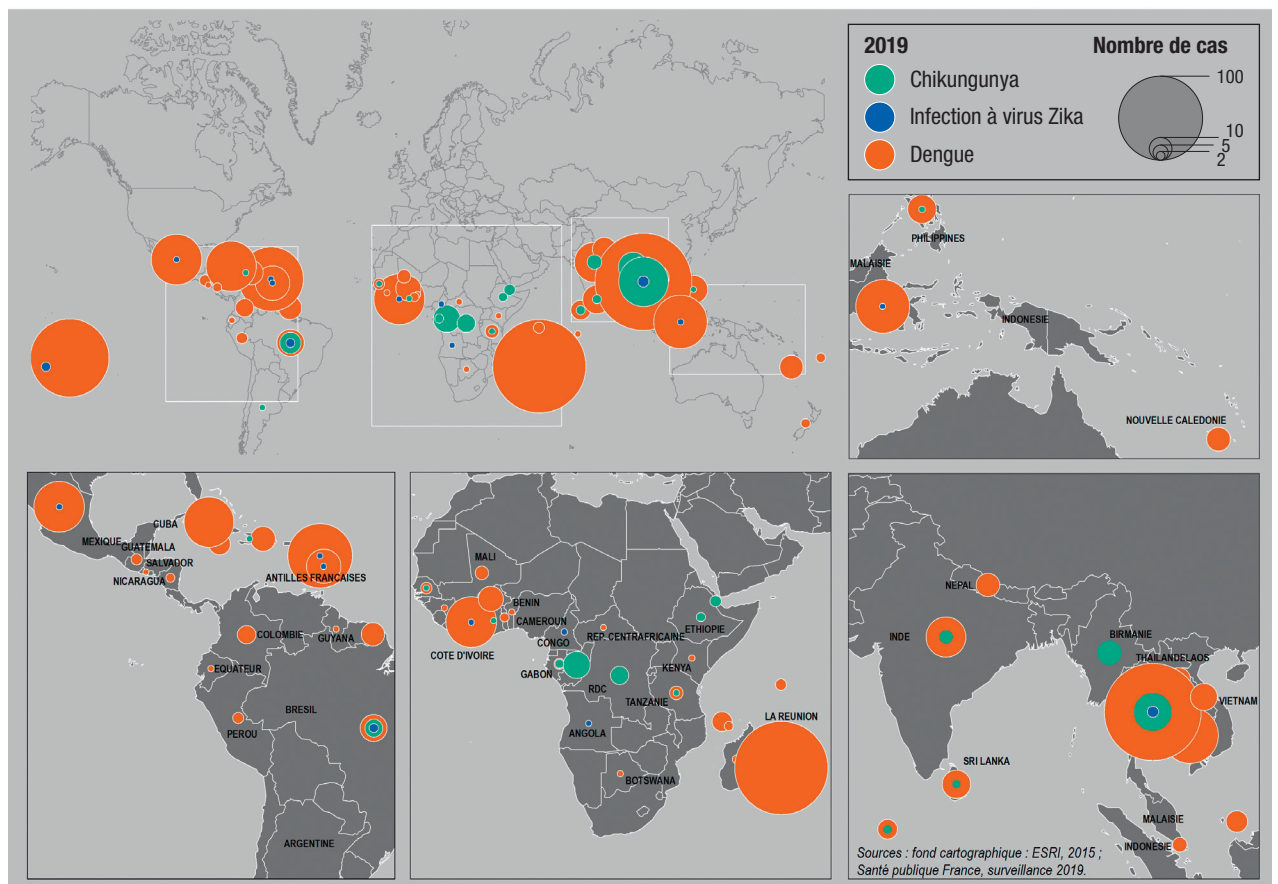 2019
Nombre de cas
Chikungunya
Infection à virus Zika
Dengue
100
10
5
2
PHILIPPINES
MALAISIE
INDONESIE
NOUVELLE CALEDONIE
CUBA
MEXIQUE
GUATEMALA
SALVADOR
NICARAGUA
ANTILLES FRANCAISES
COLOMBIE
GUYANA
EQUATEUR
BRESIL
PEROU
ARGENTINE
MALI
BENIN
CAMEROUN
REP. CENTRAFRICAINE
ETHIOPIE
CONGO
COTE D'IVOIRE
KENYA
GABON
RDC
TANZANIE
LA REUNION
ANGOLA
BOTSWANA
NEPAL
INDE
BIRMANIE
THAILANDE
LAOS
VIETNAM
SRI LANKA
MALAISIE
INDONESIE
Sources : fond cartographique : ESRI, 2015 ;
Santé publique France, surveillance 2019.